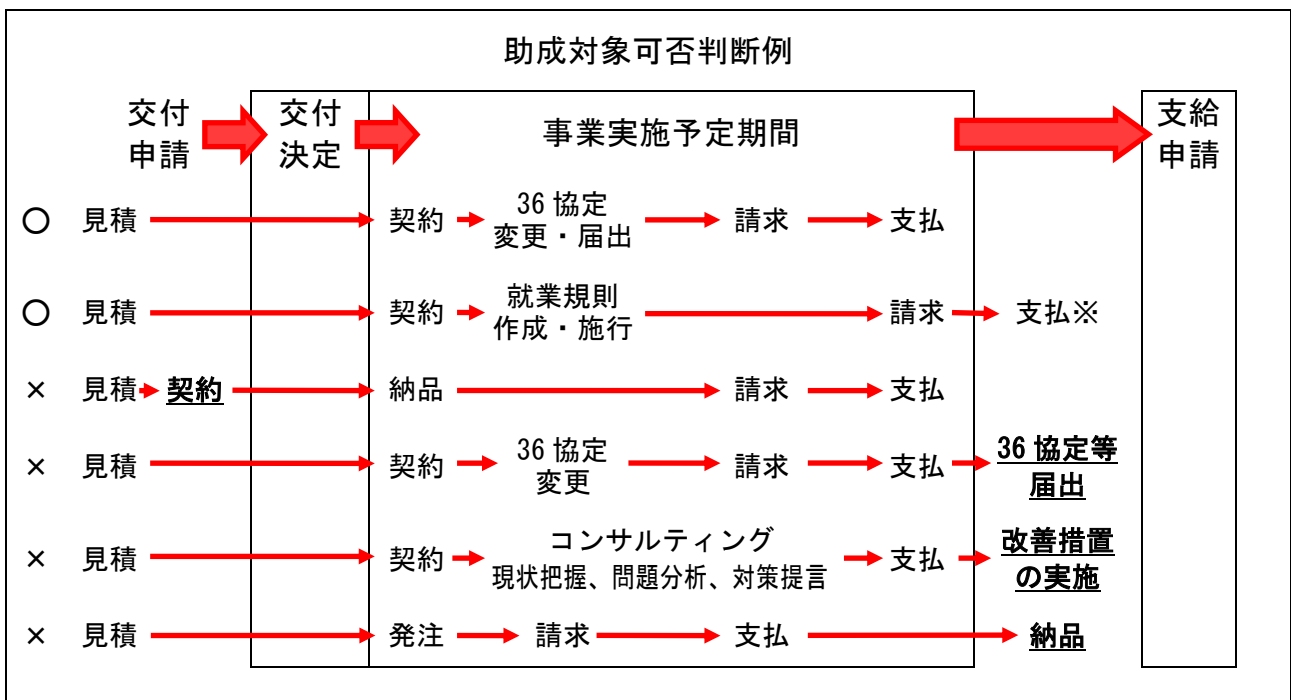 助成対象可否判断例
交付
申請
交付
決定
事業実施予定期間
支給
申請
○ 見積 契約 36協定 請求 支払
変更・届出
○ 見積 契約 就業規則 請求 支払※
作成・施行
× 見積 契約 納品 請求 支払
× 見積 契約 36協定 請求 支払 36協定等
変更 届出
× 見積 契約 コンサルティング 支払 改善措置
現状把握、問題分析、対策提言 の実施
× 見積 発注 請求 支払 納品